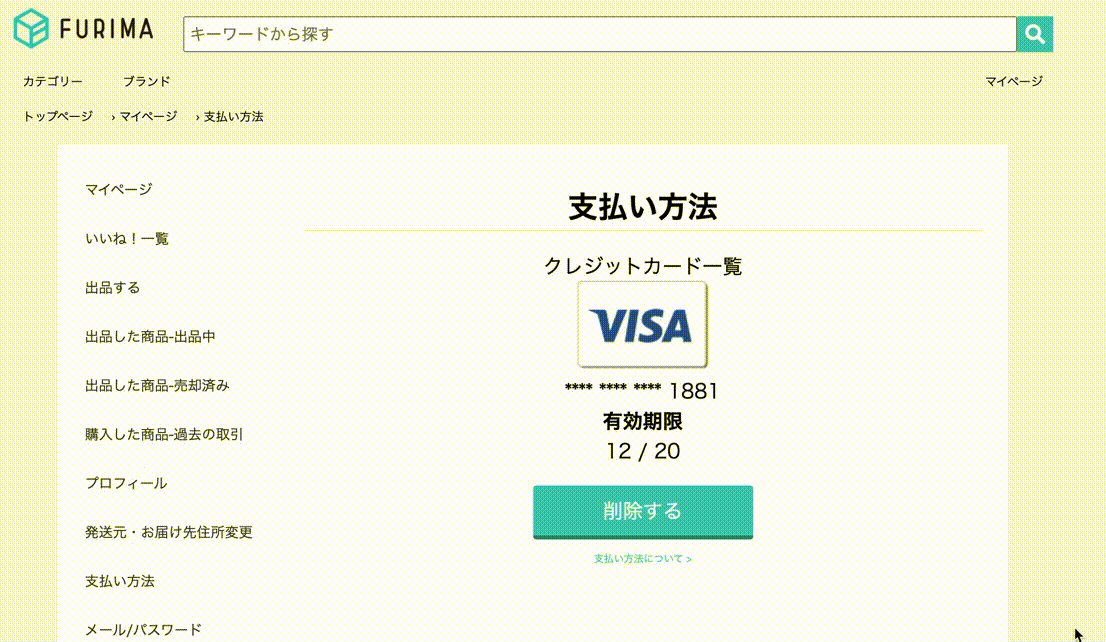 FURIMA
キーワードから探す
カテゴリー ブランド マイページ
トップページ › マイページ › 支払い方法
マイページ
いいね！一覧
出品する
出品した商品-出品中
出品した商品-売却済み
購入した商品-過去の取引
プロフィール
発送元・お届け先住所変更
支払い方法
メール/パスワード
支払い方法
クレジットカード一覧
VISA
**** **** **** 1881
有効期限
12 / 20
削除する
支払い方法について >